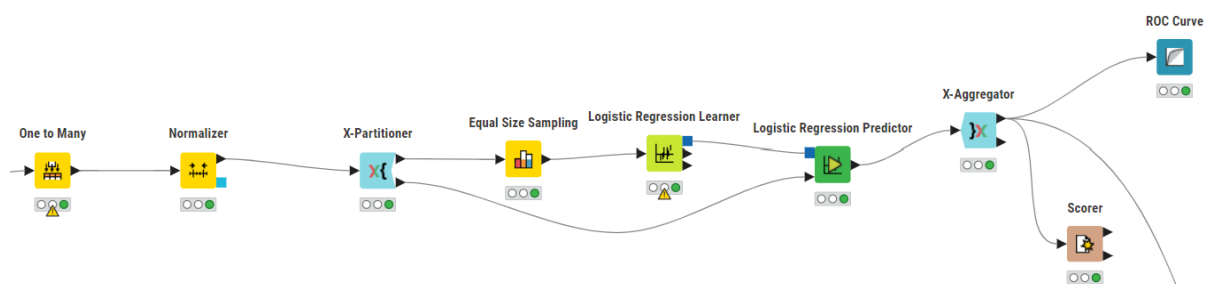 ROC Curve
X-Aggregator
Logistic Regression Learner
Equal Size Sampling
Logistic Regression Predictor
One to Many
Normalizer
X-Partitioner
Scorer